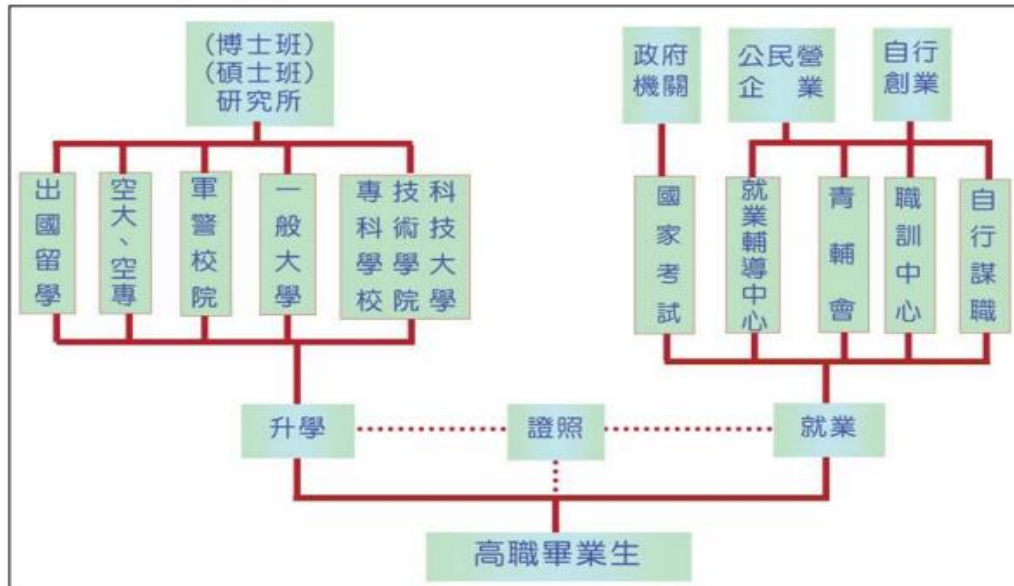 (博士班)
(碩士班)
研究所
政府
機關
公民營
企業
自行
創業
出國留學
空大、空專
軍警校院
一般大學
專科學校
技術學院
科技大學
國家考試
就業輔導中心
青輔會
職訓中心
自行謀職
升學
證照
就業
高職畢業生